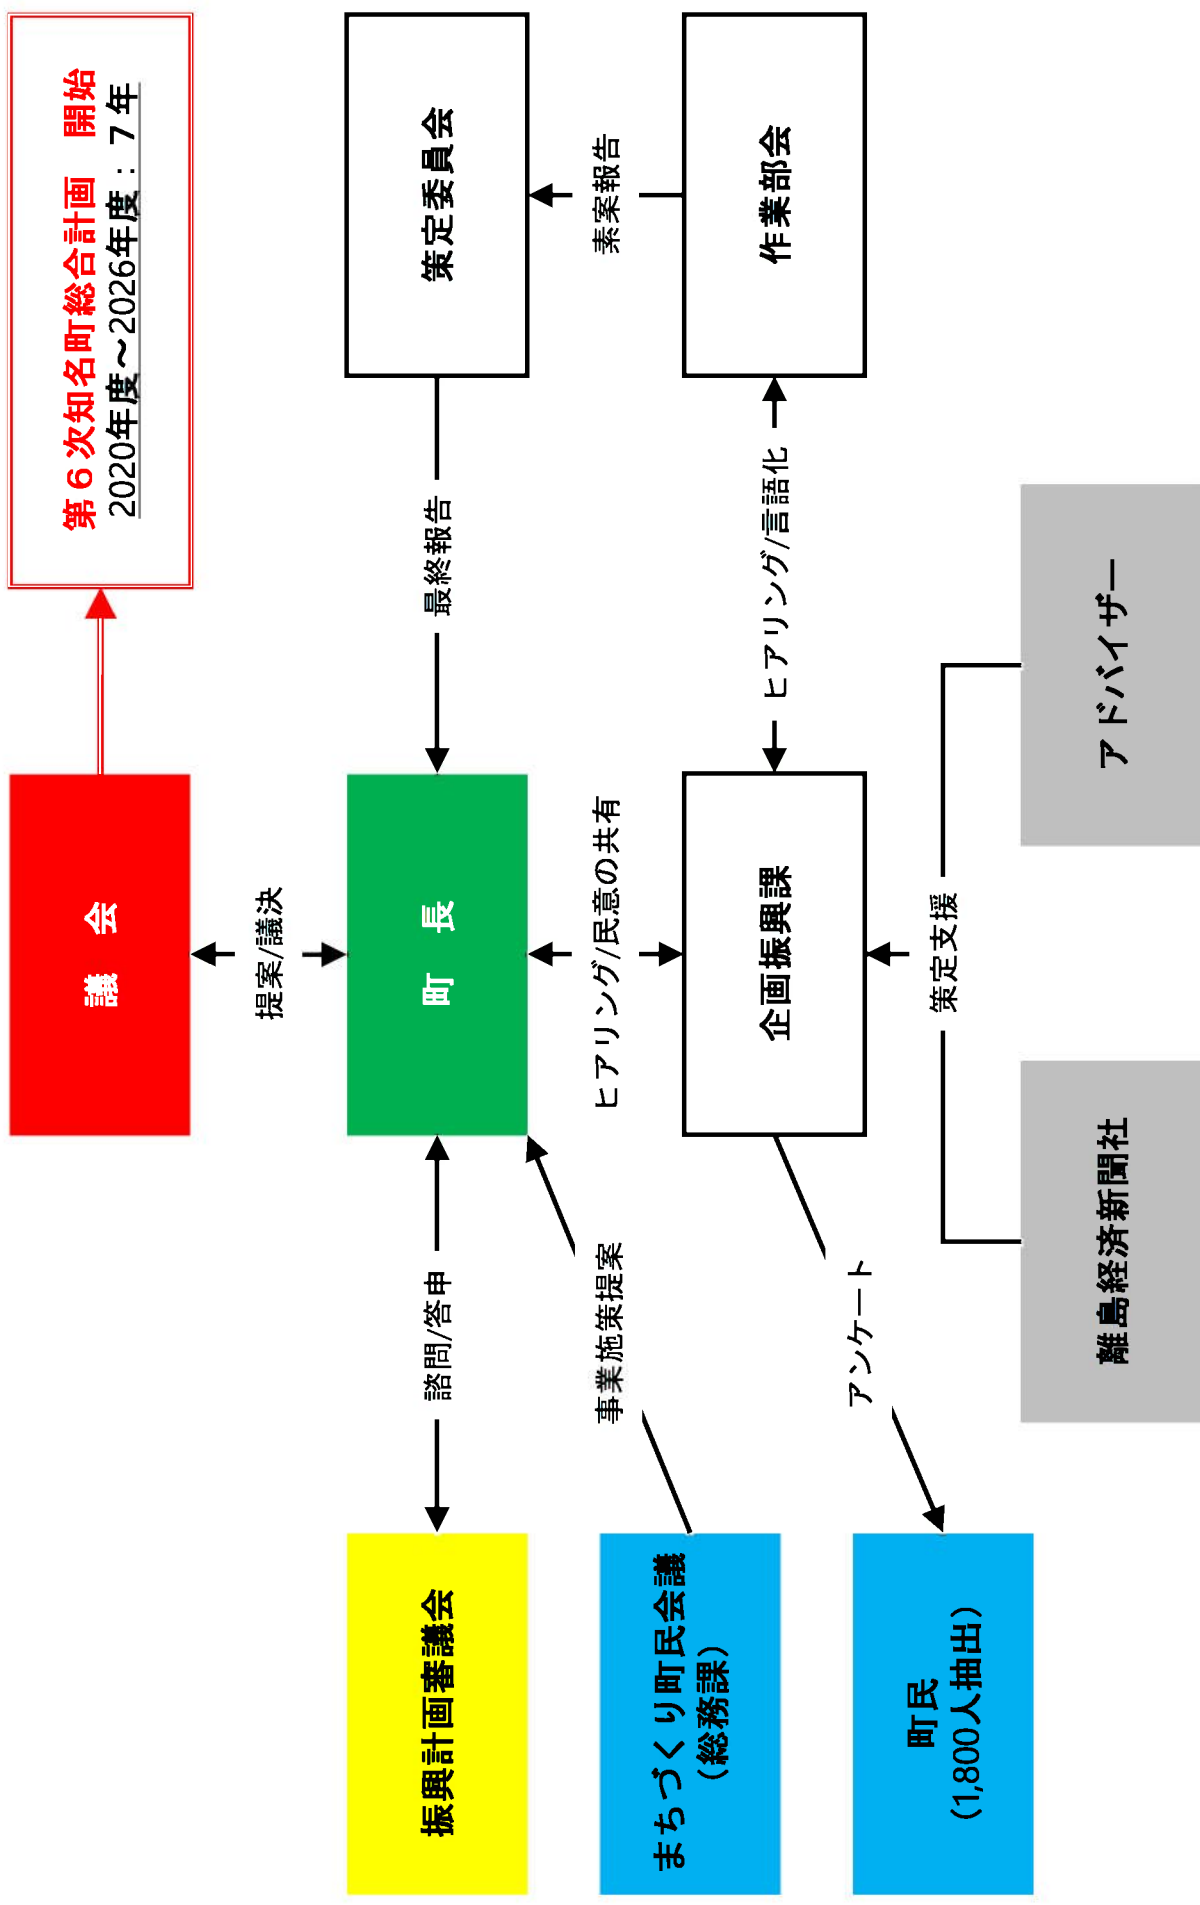 議　会
第６次知名町総合計画　開始
2020年度～2026年度：７年
提案/議決
振興計画審議会
諮問/答申
町　長
最終報告
策定委員会
まちづくり町民会議
（総務課）
事業施策提案
ヒアリング/民意の共有
素案報告
町民
（1,800人抽出）
アンケート
企画振興課
ヒアリング/言語化
作業部会
策定支援
離島経済新聞社
アドバイザー